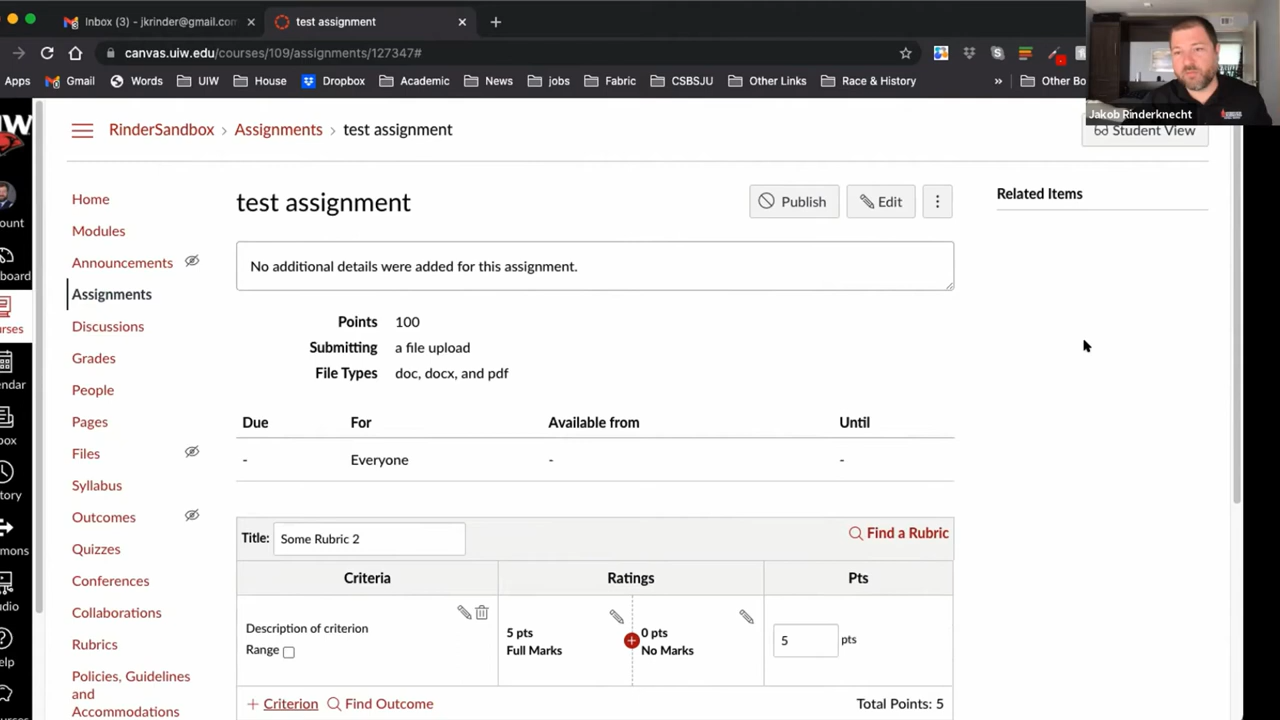 Inbox (3) - jkrinder@gmail.com
test assignment
canvas.uiw.edu/courses/109/assignments/127347#
Apps
Gmail
Words
UIW
House
Dropbox
Academic
News
jobs
Fabric
CSBSJU
Other Link
Race & History
»
Other Bo
Jakob Rinderknecht
RinderSandbox › Assignments › test assignment
Student View
Home
Modules
Announcements
Assignments
Discussions
Grades
People
Pages
Files
Syllabus
Outcomes
Quizzes
Conferences
Collaborations
Rubrics
Policies, Guidelines
and
Accommodations
test assignment
Publish
Edit
Related Items
No additional details were added for this assignment.
Points 100
Submitting a file upload
File Types doc, docx, and pdf
Due For Available from Until
- Everyone - -
Title: Some Rubric 2
Find a Rubric
Criteria Ratings Pts
Description of criterion
Range
5 pts
Full Marks
0 pts
No Marks
5 pts
+ Criterion
Find Outcome
Total Points: 5